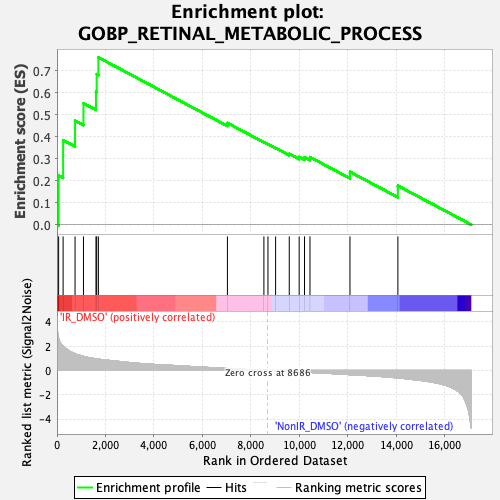 Enrichment plot:
GOBP_RETINAL_METABOLIC_PROCESS
Enrichment score (ES)
0.7
0.6
0.5
0.4
0.3
0.2
0.1
0.0
'IR_DMSO' (positively correlated)
Ranked list metric (Signal2Noise)
4
2
0
-2
-4
Zero cross at 8686
'NonIR_DMSO' (negatively correlated)
0 2,000 4,000 6,000 8,000 10,000 12,000 14,000 16,000
Rank in Ordered Dataset
Enrichment profile Hits Ranking metric scores